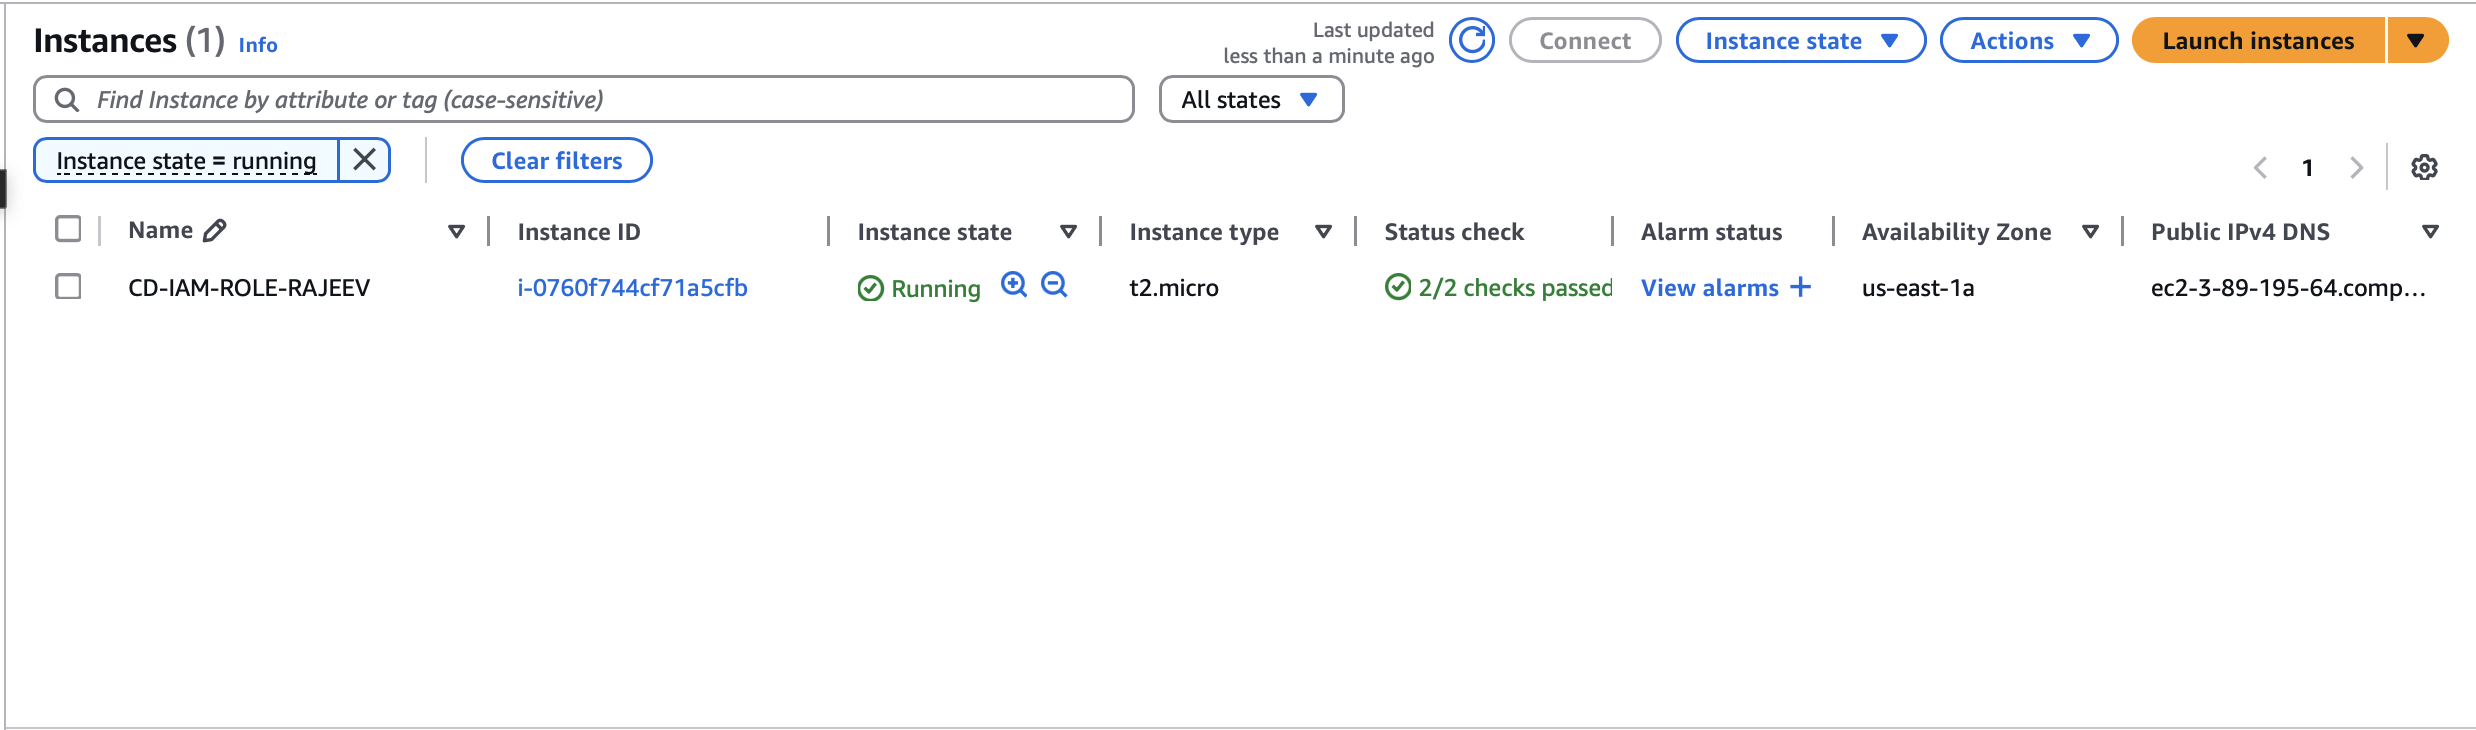 Instances (1) Info
Last updated
less than a minute ago
Connect
Instance state
Actions
Launch instances
Find Instance by attribute or tag (case-sensitive)
All states
Instance state = running
Clear filters
1
Name Instance ID Instance state Instance type Status check Alarm status Availability Zone Public IPv4 DNS
CD-IAM-ROLE-RAJEEV i-0760f744cf71a5cfb Running t2.micro 2/2 checks passed View alarms + us-east-1a ec2-3-89-195-64.comp...